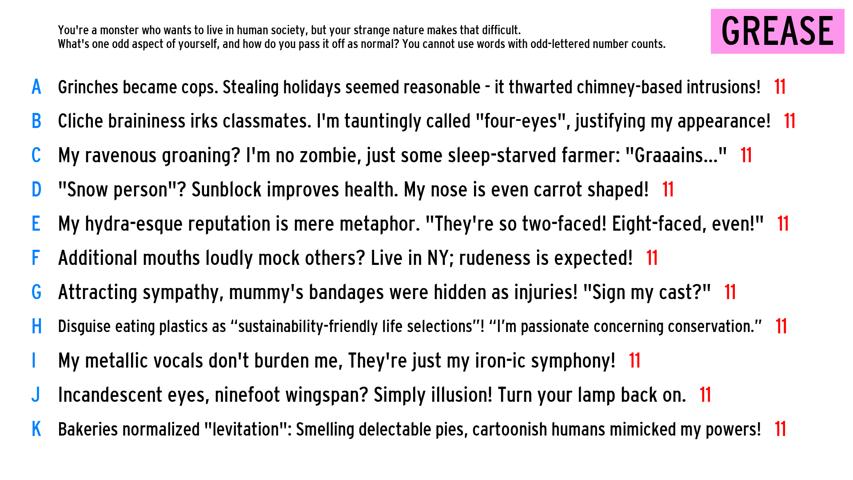 You're a monster who wants to live in human society, but your strange nature makes that difficult.
What's one odd aspect of yourself, and how do you pass it off as normal? You cannot use words with odd-lettered number counts.
GREASE
A Grinches became cops. Stealing holidays seemed reasonable - it thwarted chimney-based intrusions! 11
B Cliche braininess irks classmates. I'm tauntingly called "four-eyes", justifying my appearance! 11
C My ravenous groaning? I'm no zombie, just some sleep-starved farmer: "Graaains..." 11
D "Snow person"? Sunblock improves health. My nose is even carrot shaped! 11
E My hydra-esque reputation is mere metaphor. "They're so two-faced! Eight-faced, even!" 11
F Additional mouths loudly mock others? Live in NY; rudeness is expected! 11
G Attracting sympathy, mummy's bandages were hidden as injuries! "Sign my cast?" 11
H Disguise eating plastics as “sustainability-friendly life selections”! “I’m passionate concerning conservation.” 11
I My metallic vocals don't burden me, They're just my iron-ic symphony! 11
J Incandescent eyes, ninefoot wingspan? Simply illusion! Turn your lamp back on. 11
K Bakeries normalized "levitation": Smelling delectable pies, cartoonish humans mimicked my powers! 11